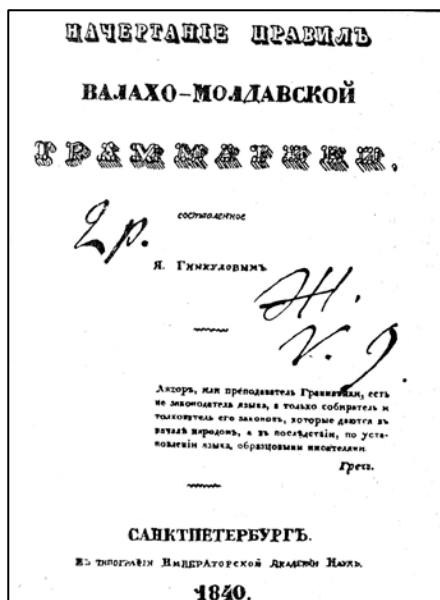 НАЧЕРТАНІЕ ПРАВИЛЪ
ВАЛАХО-МОЛДАВСКОЙ
ГРАММАТИКИ,
составленное
2 р.
Я. Гинкуловымъ
Ж.
V. 9.
Авторъ, или преподаватель Грамматики, есть
не законодатель языка, а только собиратель и
толкователь его законовъ, которые даются въ
началѣ народомъ, а въ послѣдствіи, по уста-
новленіи языка, образцовыми писателями.
Гречъ.
САНКТПЕТЕРБУРГЪ.
Въ типографіи Императорской Академіи Наукъ.
1840.